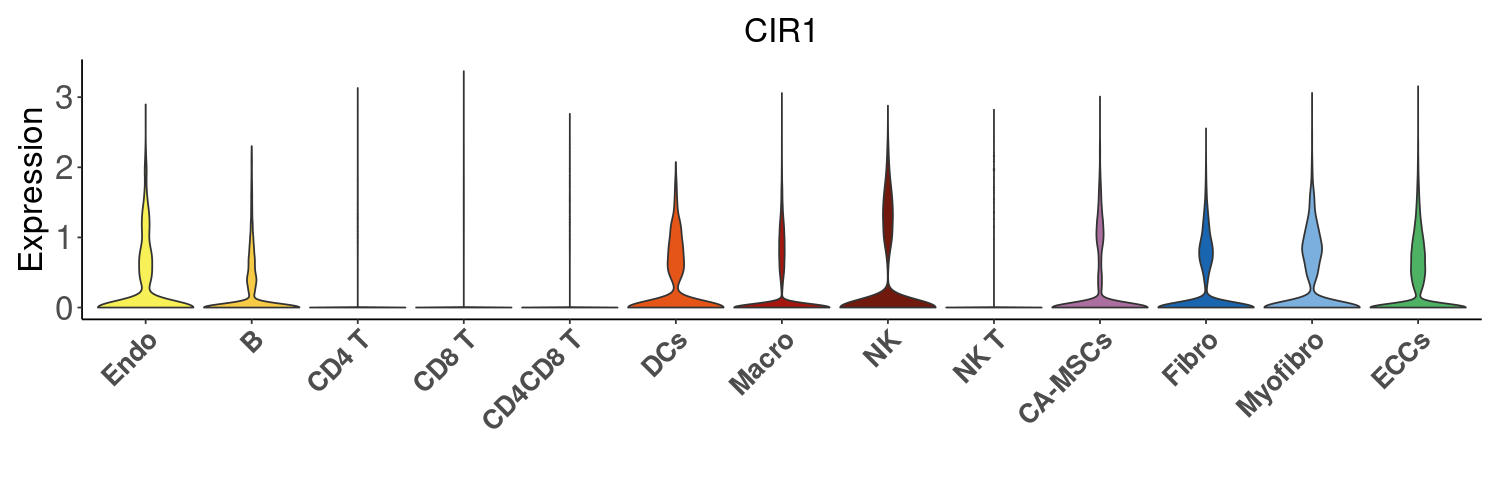 CIR1
Expression
3
2
1
0
Endo
B
CD4 T
CD8 T
CD4CD8 T
DCs
Macro
NK
NK T
CA-MSCs
Fibro
Myofibro
ECCs